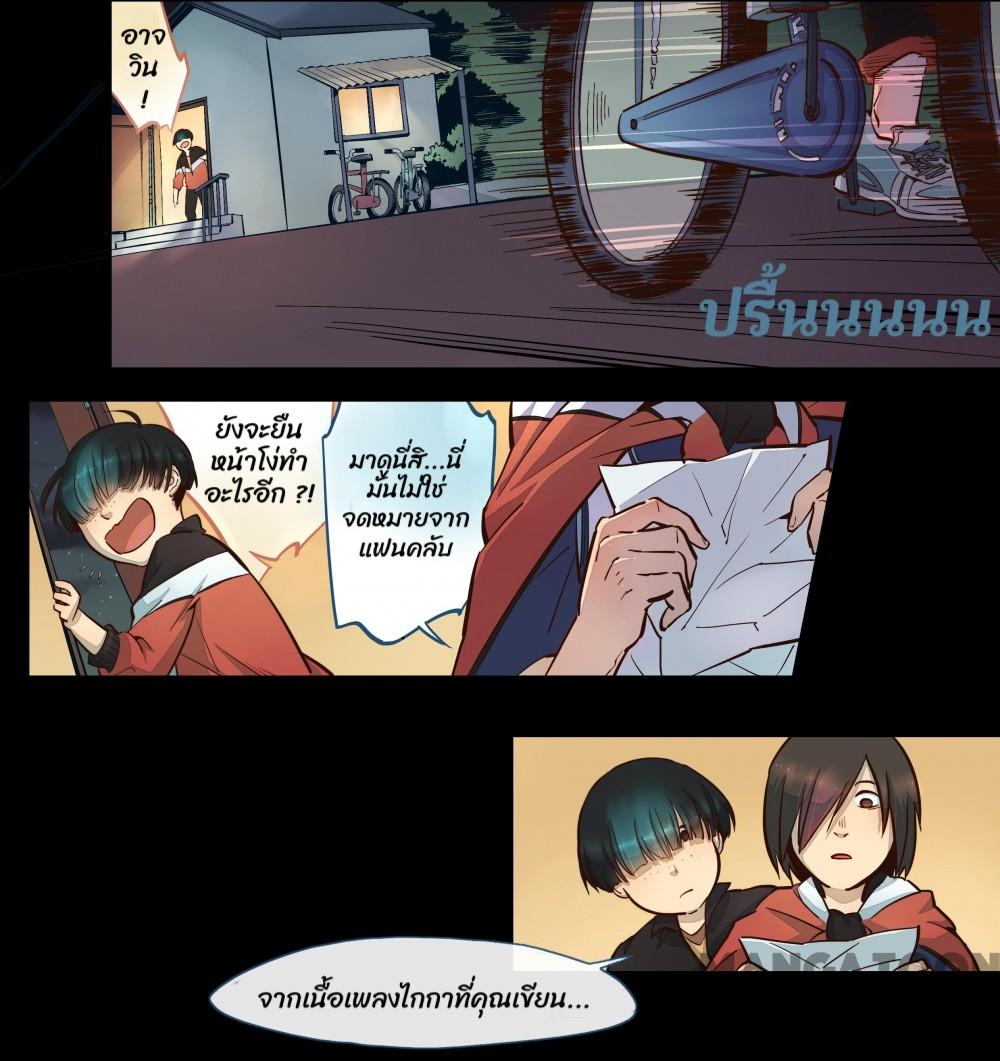 อาจ
วิน
!
ปรื้นนนนน
ยังจะยืน
หน้าโง่ทำ
อะไรอีก ?!
มาดูนี่สิ...นี่
มันไม่ใช่
จดหมายจาก
แฟนคลับ
MANGATOON
จากเนื้อเพลงไกกาที่คุณเขียน...